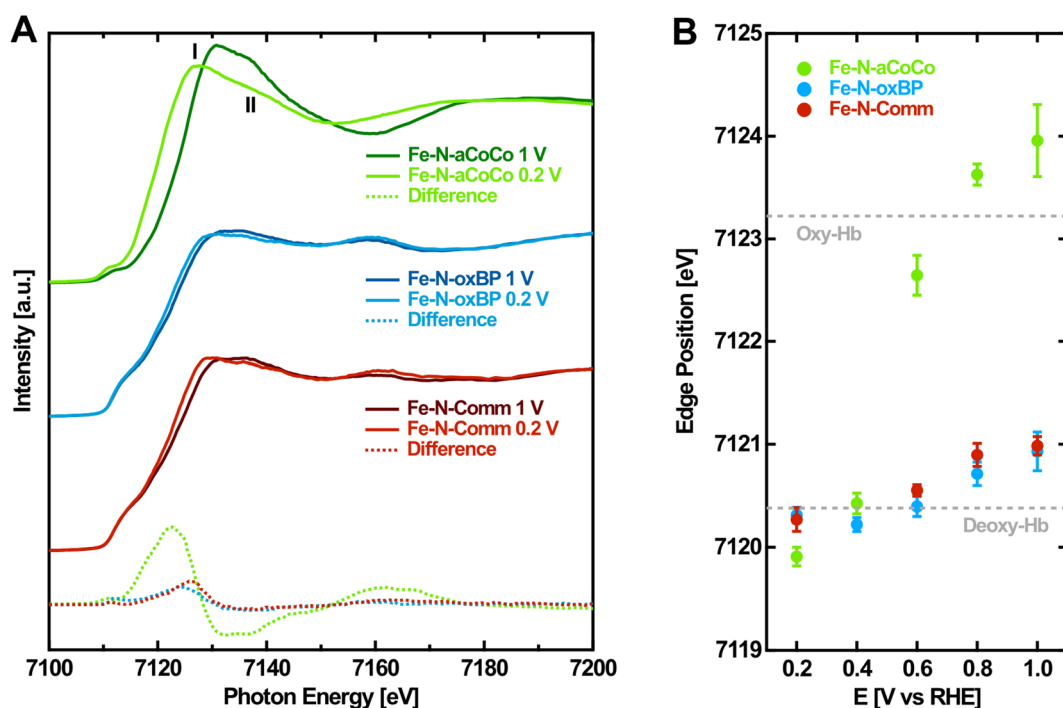 A
I
II
Fe-N-aCoCo 1 V
Fe-N-aCoCo 0.2 V
Difference
Fe-N-oxBP 1 V
Fe-N-oxBP 0.2 V
Difference
Fe-N-Comm 1 V
Fe-N-Comm 0.2 V
Difference
Intensity [a.u.]
7100 7120 7140 7160 7180 7200
Photon Energy [eV]
B
Fe-N-aCoCo
Fe-N-oxBP
Fe-N-Comm
Oxy-Hb
Deoxy-Hb
7125
7124
7123
7122
7121
7120
7119
Edge Position [eV]
0.2 0.4 0.6 0.8 1.0
E [V vs RHE]